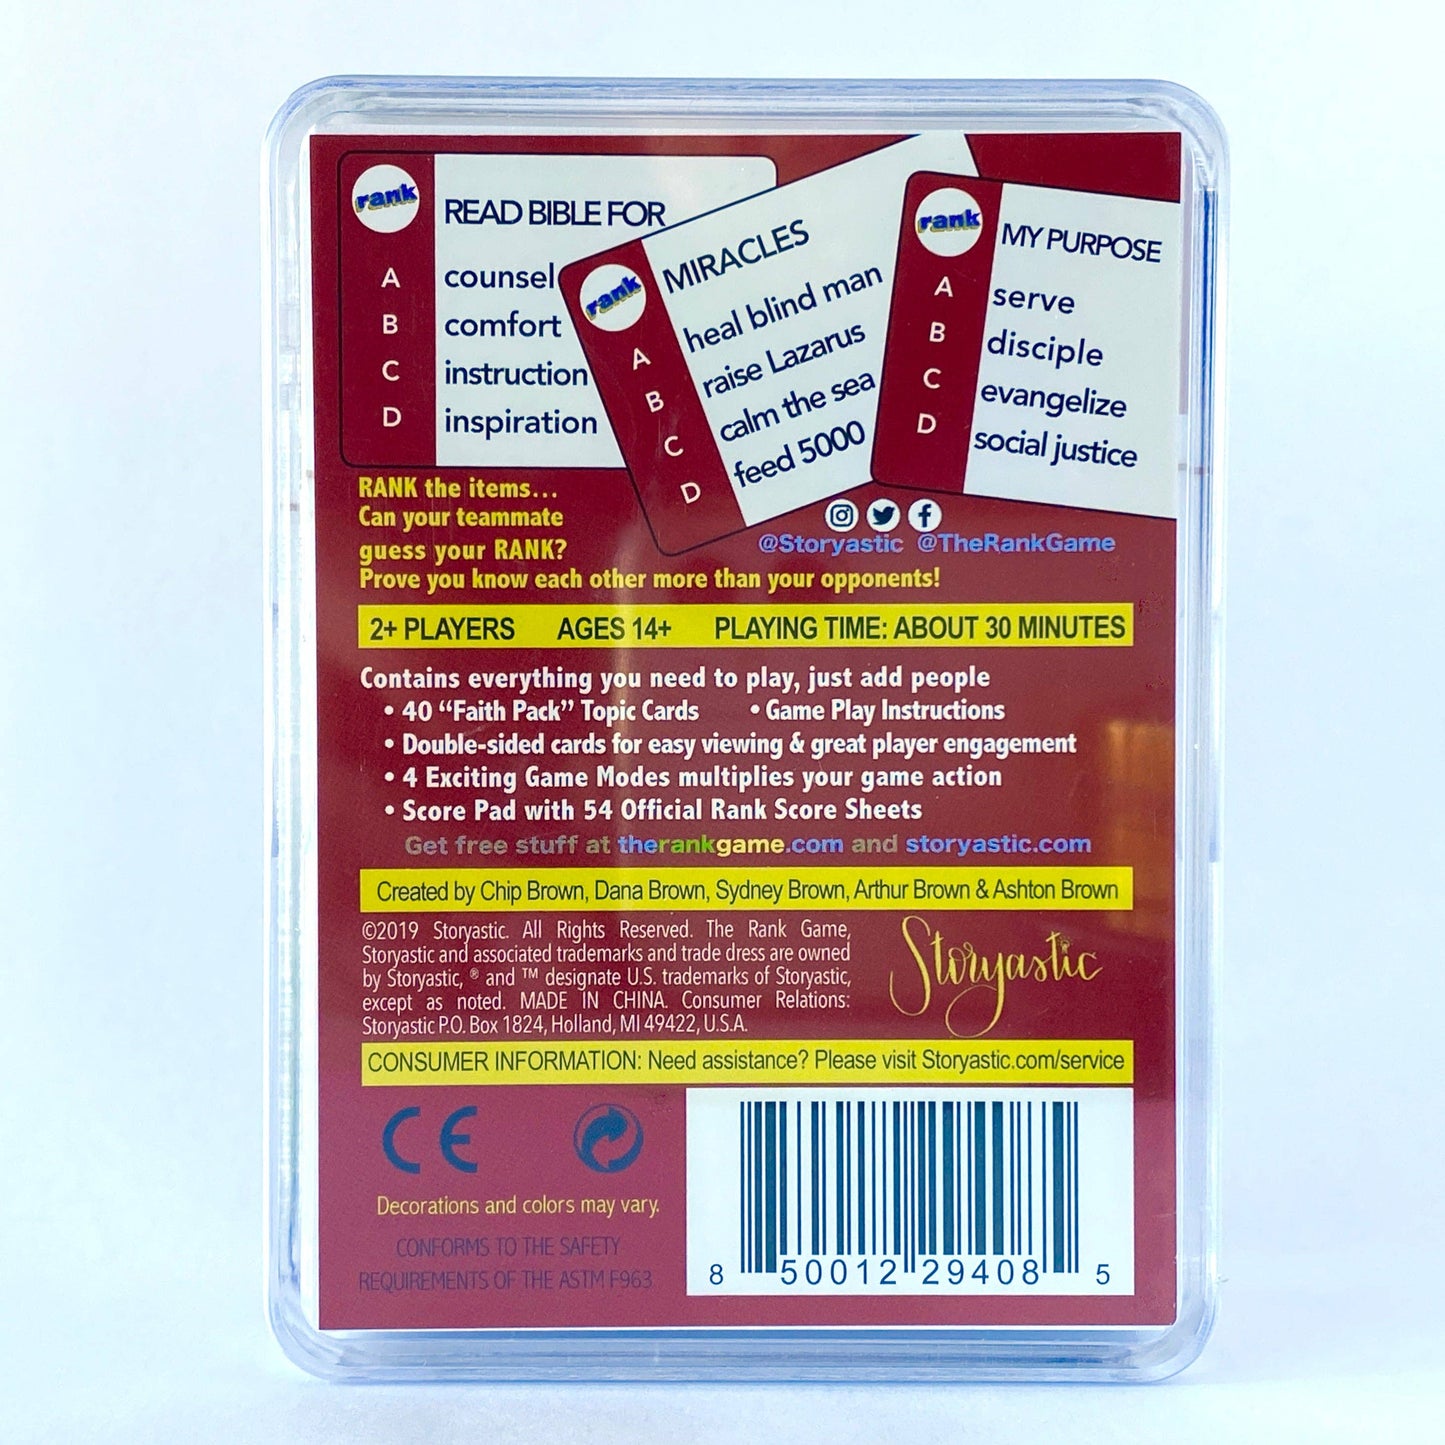 rank
READ BIBLE FOR
A counsel
B comfort
C instruction
D inspiration
rank
MIRACLES
A heal blind man
B raise Lazarus
C calm the sea
D feed 5000
rank
MY PURPOSE
A serve
B disciple
C evangelize
D social justice
RANK the items...
Can your teammate
guess your RANK?
Prove you know each other more than your opponents!
@Storyastic @TheRankGame
2+ PLAYERS AGES 14+ PLAYING TIME: ABOUT 30 MINUTES
Contains everything you need to play, just add people
• 40 “Faith Pack” Topic Cards • Game Play Instructions
• Double-sided cards for easy viewing & great player engagement
• 4 Exciting Game Modes multiplies your game action
• Score Pad with 54 Official Rank Score Sheets
Get free stuff at therankgame.com and storyastic.com
Created by Chip Brown, Dana Brown, Sydney Brown, Arthur Brown & Ashton Brown
©2019 Storyastic. All Rights Reserved. The Rank Game,
Storyastic and associated trademarks and trade dress are owned
by Storyastic, ® and ™ designate U.S. trademarks of Storyastic,
except as noted. MADE IN CHINA. Consumer Relations:
Storyastic P.O. Box 1824, Holland, MI 49422, U.S.A.
Storyastic
CONSUMER INFORMATION: Need assistance? Please visit Storyastic.com/service
CE
Decorations and colors may vary.
CONFORMS TO THE SAFETY
REQUIREMENTS OF THE ASTM F963
8 50012 29408 5